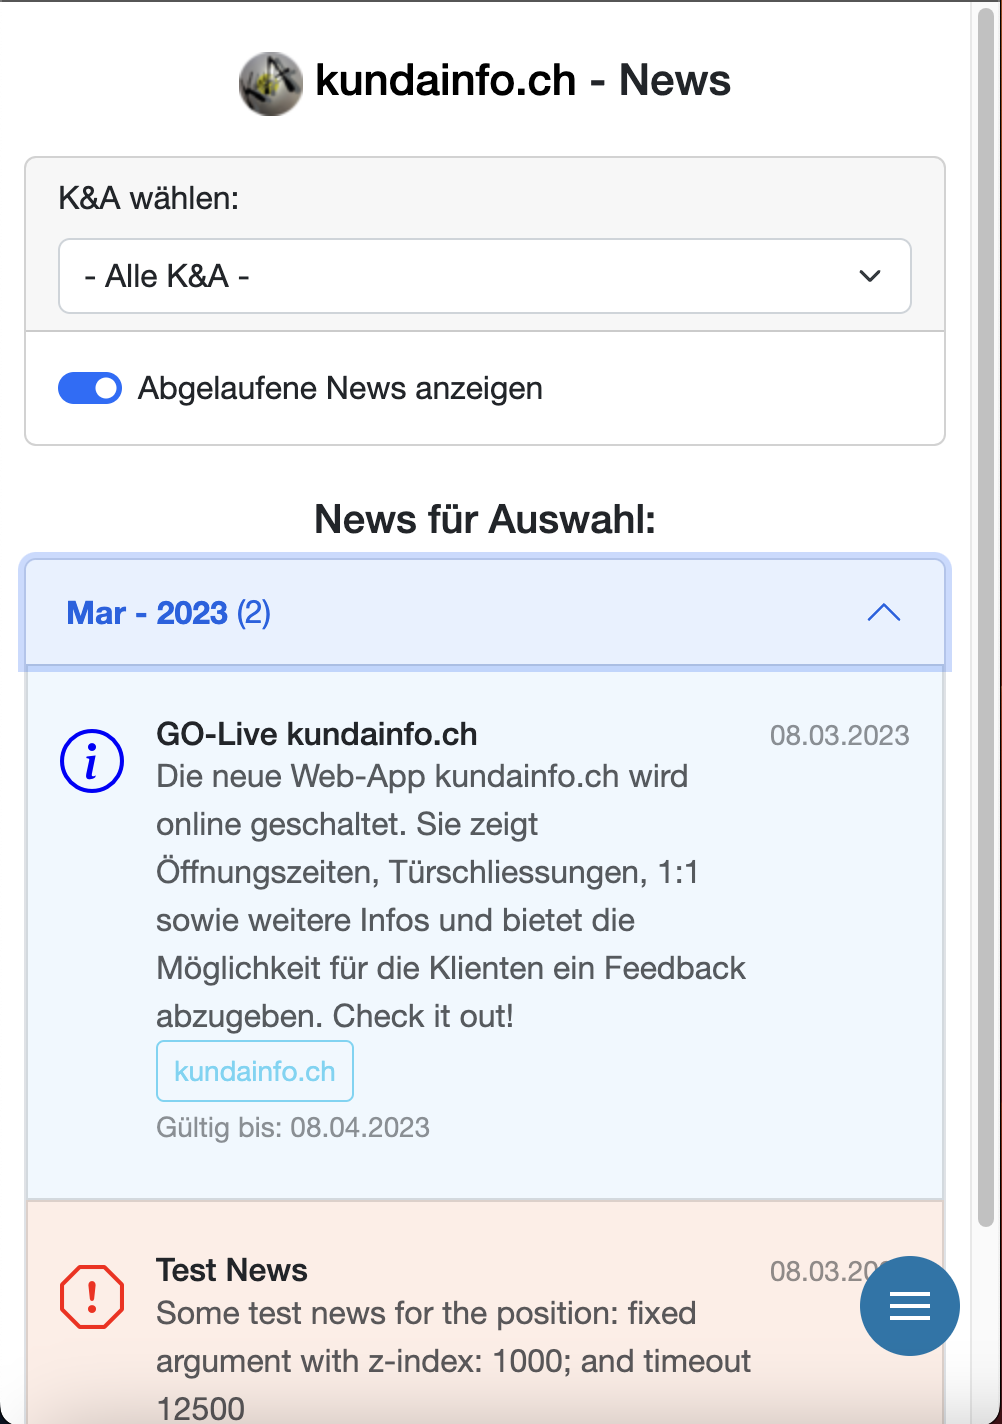 kundainfo.ch - News
K&A wählen:
- Alle K&A -
Abgelaufene News anzeigen
News für Auswahl:
Mar - 2023 (2)
GO-Live kundainfo.ch
08.03.2023
Die neue Web-App kundainfo.ch wird
online geschaltet. Sie zeigt
Öffnungszeiten, Türschliessungen, 1:1
sowie weitere Infos und bietet die
Möglichkeit für die Klienten ein Feedback
abzugeben. Check it out!
kundainfo.ch
Gültig bis: 08.04.2023
Test News
08.03.20
Some test news for the position: fixed
argument with z-index: 1000; and timeout
12500